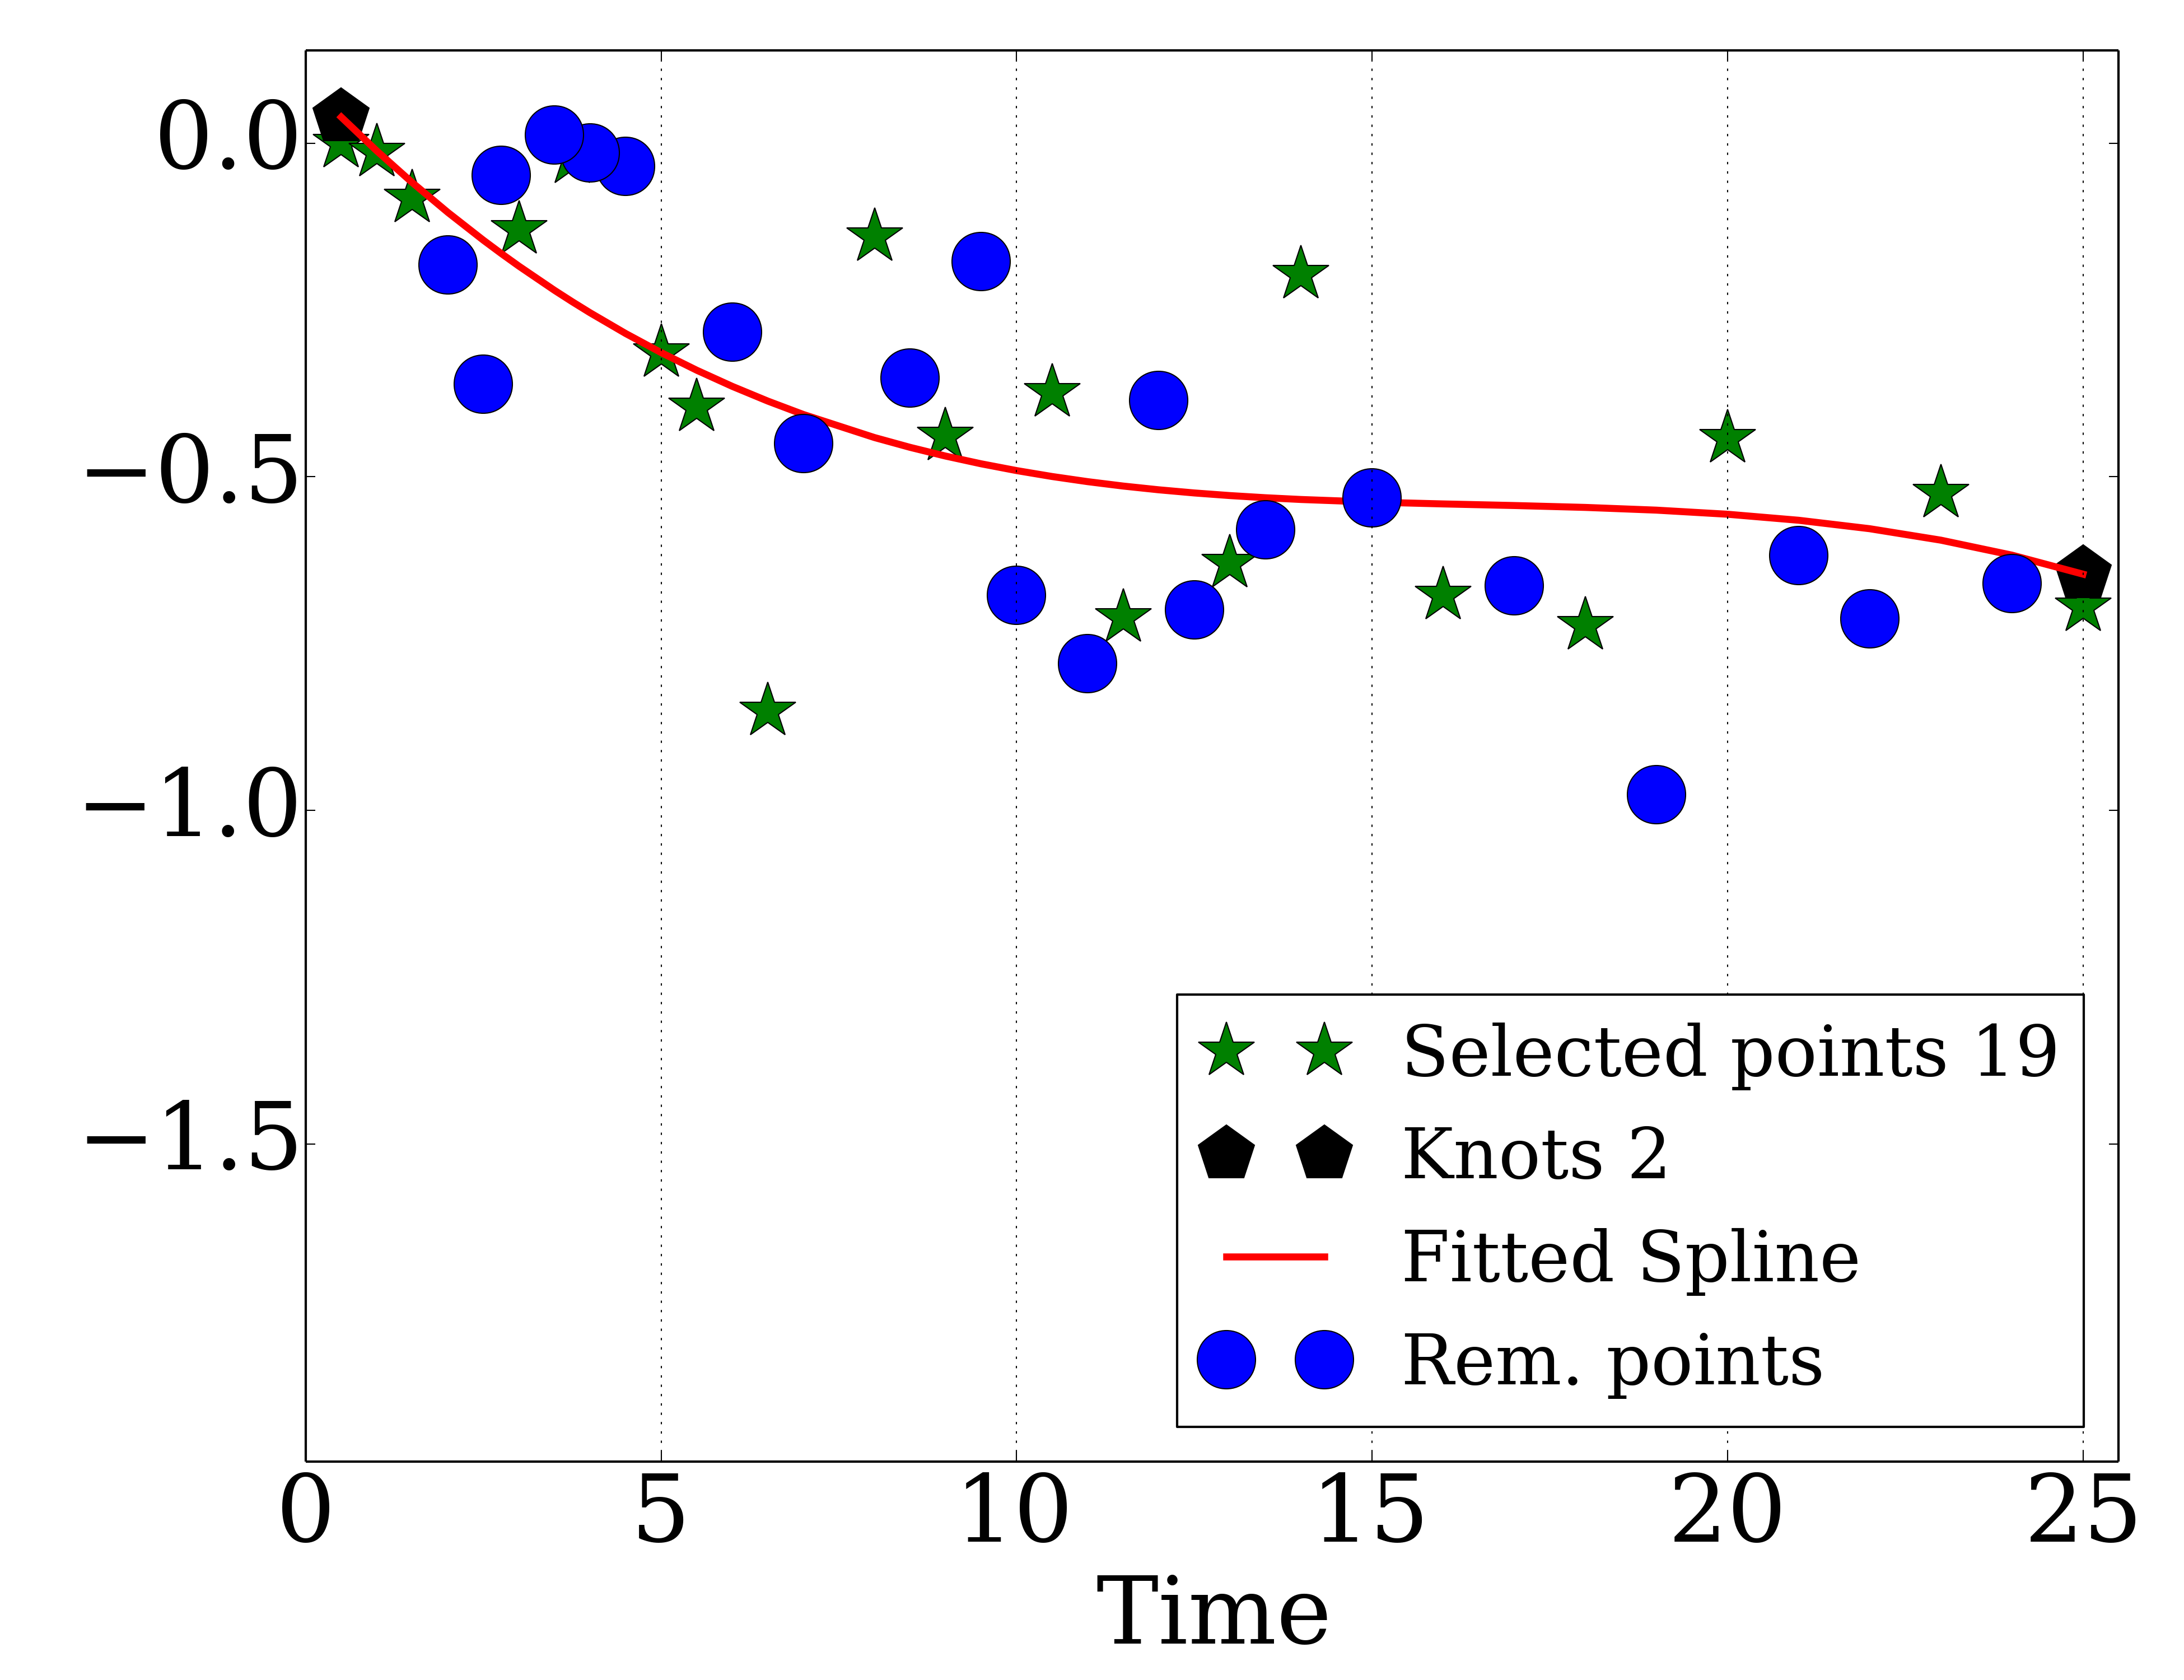 0.0
−0.5
−1.0
−1.5
Selected points 19
Knots 2
Fitted Spline
Rem. points
0 5 10 15 20 25
Time